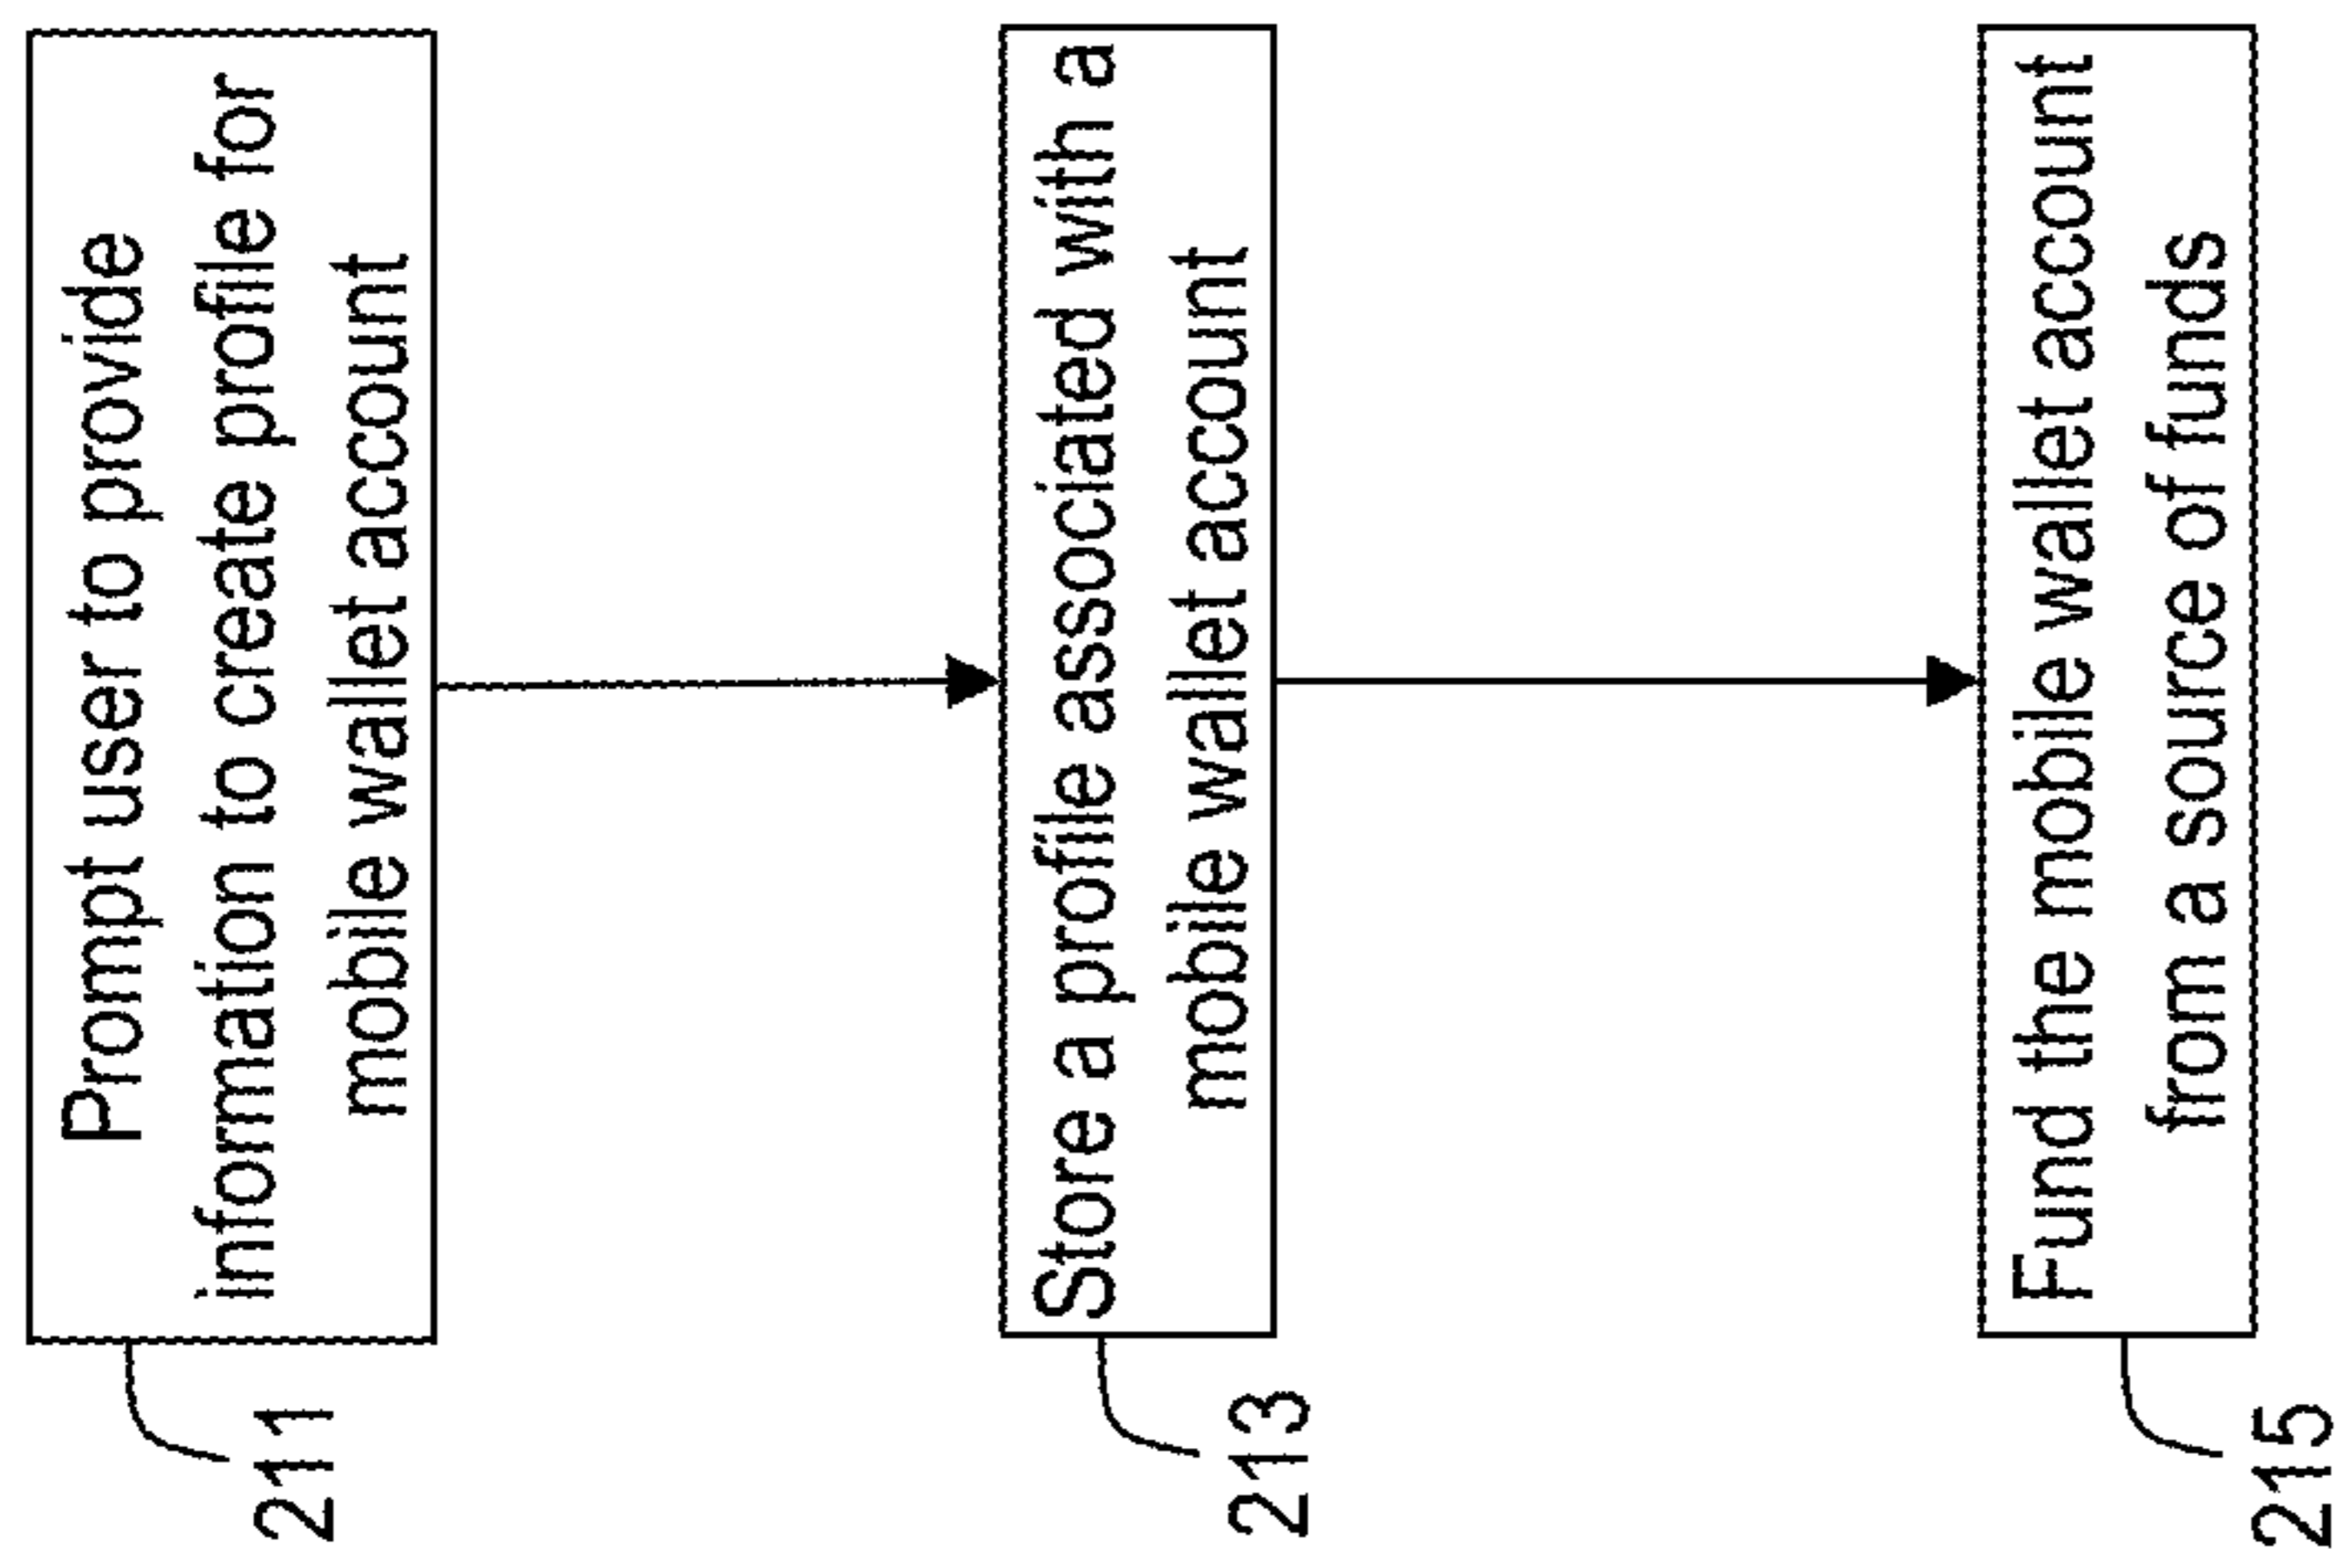 Prompt user to provide
information to create profile for
mobile wallet account
211
Store a profile associated with a
mobile wallet account
213
Fund the mobile wallet account
from a source of funds
215